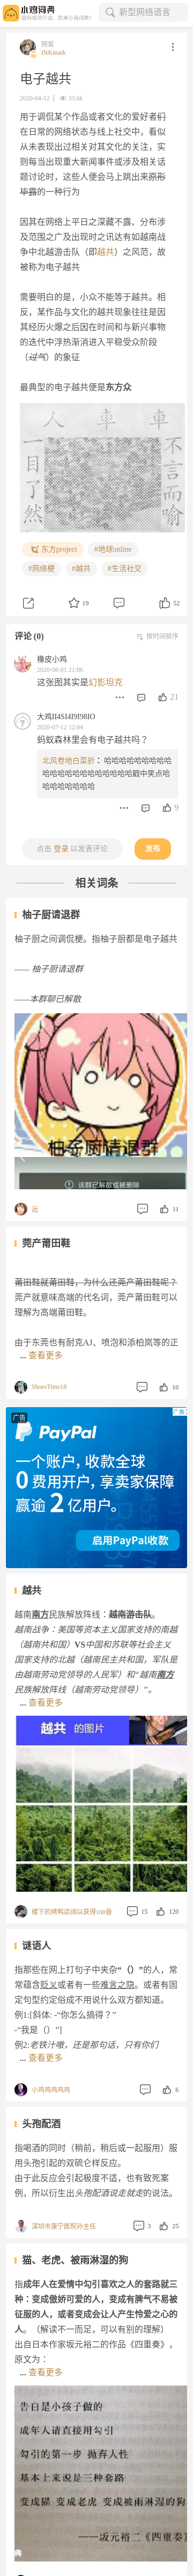 小鸡词典
新型网络语言
网梁
INKmark
电子越共
2020-04-12
33.6k
用于调侃某个作品或者文化的爱好者们
在日常的网络状态与线上社交中，看似
从未表现出过相关对其文化的关注，实
则每当出现重大新闻事件或涉及相关话
题讨论时，这些人便会马上跳出来原形
毕露的一种行为
因其在网络上平日之深藏不露、分布涉
及范围之广及出现时之讯达有如越南战
争中北越游击队（即越共）之风范，故
被称为电子越共
需要明白的是，小众不能等于越共。相
反，某作品与文化的越共现象往往是因
其经历火爆之后因在时间和与新兴事物
的迭代中浮热渐消进入平稳受众阶段
（过气）的象征
最典型的电子越共便是东方众
人 車 車
一目了然
东方project
#地球online
#网络梗
#越共
#生活社交
19
52
评论 (0)
按时间排序
橡皮小鸡
2020-08-01 21:06
这张图其实是幻影坦克
21
大鸡II4SI4I9I98IO
2020-07-12 12:04
蚂蚁森林里会有电子越共吗？
北风卷地白菜折：哈哈哈哈哈哈哈哈哈
哈哈哈哈哈哈哈哈哈哈哈戳中笑点哈
哈哈哈哈哈哈哈
9
点击 登录 以发表评论
发布
相关词条
柚子厨请退群
柚子厨之间调侃梗。指柚子厨都是电子越共
—— 柚子厨请退群
——本群聊已解散
柚子厨请退群
远
11
莞产莆田鞋
莆田鞋就莆田鞋，为什么还莞产莆田鞋呢？
莞产就意味高端的代名词，莞产莆田鞋可以
理解为高端莆田鞋。
由于东莞也有耐克AJ、喷泡和添柏岚等的正
... 查看更多
ShoesTime18
10
广告
广告
PayPal
一个账户，收款全球
0 费用开户，享卖家保障
赢逾 2 亿用户。
启用PayPal收款
越共
越南南方民族解放阵线：越南游击队。
越南战争：美国等资本主义国家支持的南越
（越南共和国）VS中国和苏联等社会主义
国家支持的北越（越南民主共和国，军队是
由越南劳动党领导的人民军）和“越南南方
民族解放阵线（越南劳动党领导）”。
... 查看更多
越共 的图片
楼下的烤鸭店阔以获得100昏
15
120
谜语人
指那些在网上打句子中夹杂“（）”的人，常
常蕴含贬义或者有一些难言之隐。或者有固
定句型约定俗成不用说什么双方都知道。
例1:[斜体: -“你怎么搞得？”
-“我是（）”]
例2:老铁汁嗷，还是那句话，只有你们
... 查看更多
小鸡鸡鸡鸡鸡
6
头孢配酒
指喝酒的同时（稍前，稍后或一起服用）服
用头孢引起的双硫仑样反应。
由于此反应会引起极度不适，也有致死案
例，所以衍生出头孢配酒说走就走的说法。
深圳市康宁医院孙主任
3
25
猫、老虎、被雨淋湿的狗
指成年人在爱情中勾引喜欢之人的套路就三
种：变成傲娇可爱的人，变成有脾气不易被
征服的人，或者变成会让人产生怜爱之心的
人。（解读不一而足，可以有别的理解）
出自日本作家坂元裕二的作品《四重奏》，
原文为：
... 查看更多
告白是小孩子做的
成年人请直接用勾引
勾引的第一步 抛弃人性
基本上来说是三种套路
变成猫 变成老虎 变成被雨淋湿的狗
——坂元裕二《四重奏》